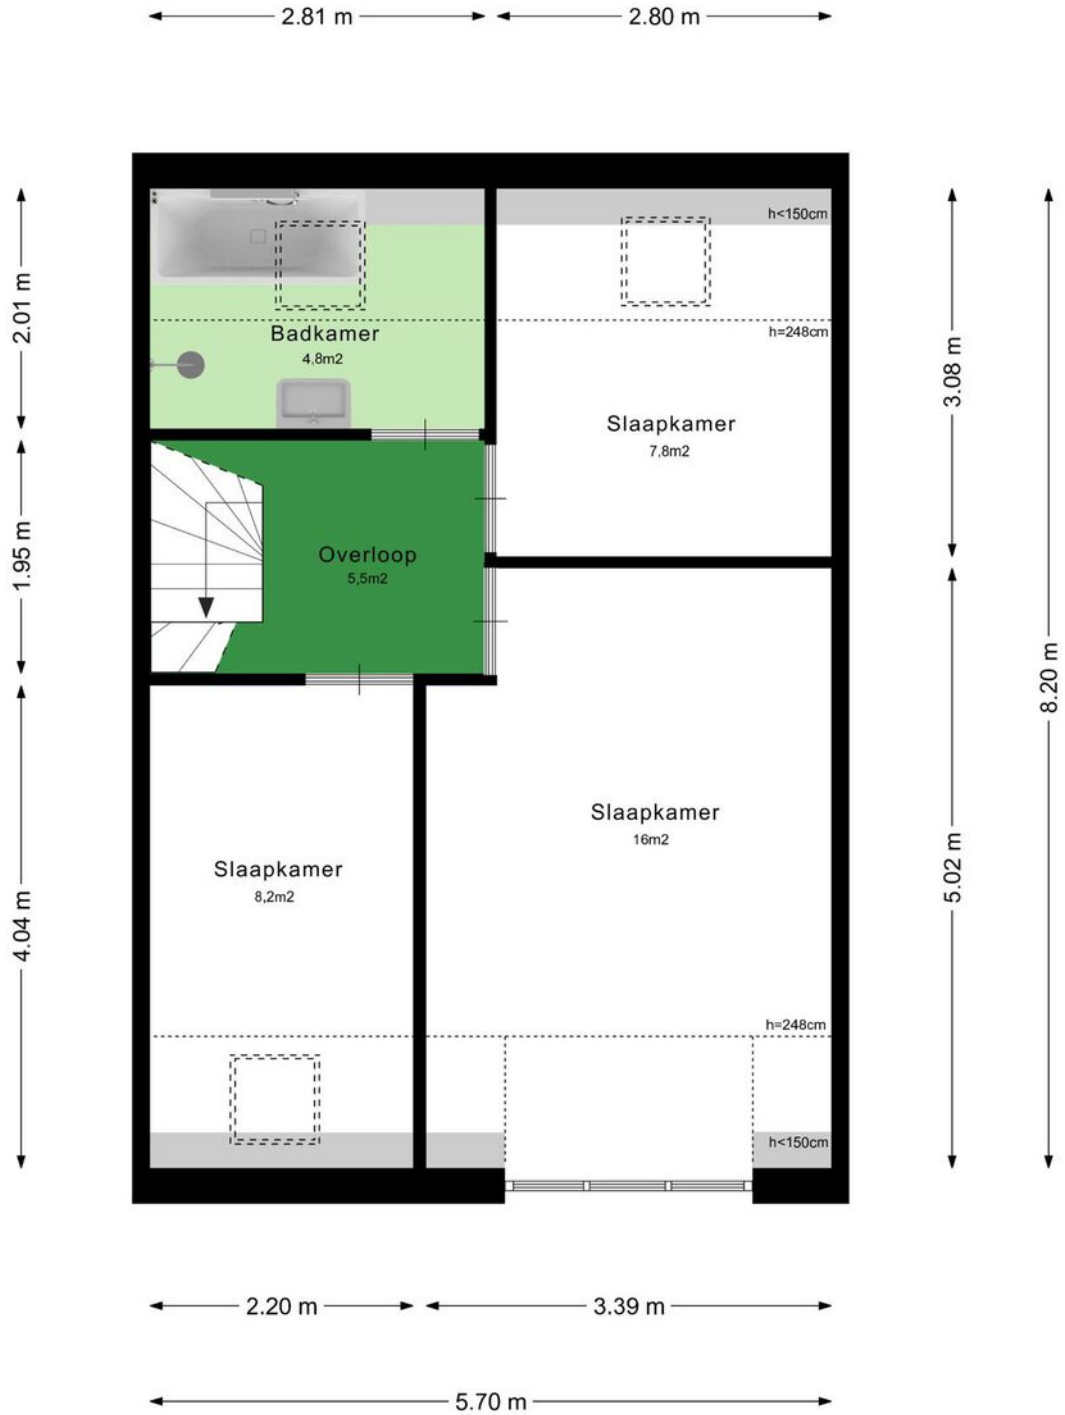 2.81 m
2.80 m
h<150cm
2.01 m
h=248cm
Badkamer
4,8m2
3.08 m
Slaapkamer
7,8m2
1.95 m
Overloop
5,5m2
8.20 m
Slaapkamer
16m2
Slaapkamer
8,2m2
5.02 m
4.04 m
h=248cm
h<150cm
2.20 m
3.39 m
5.70 m